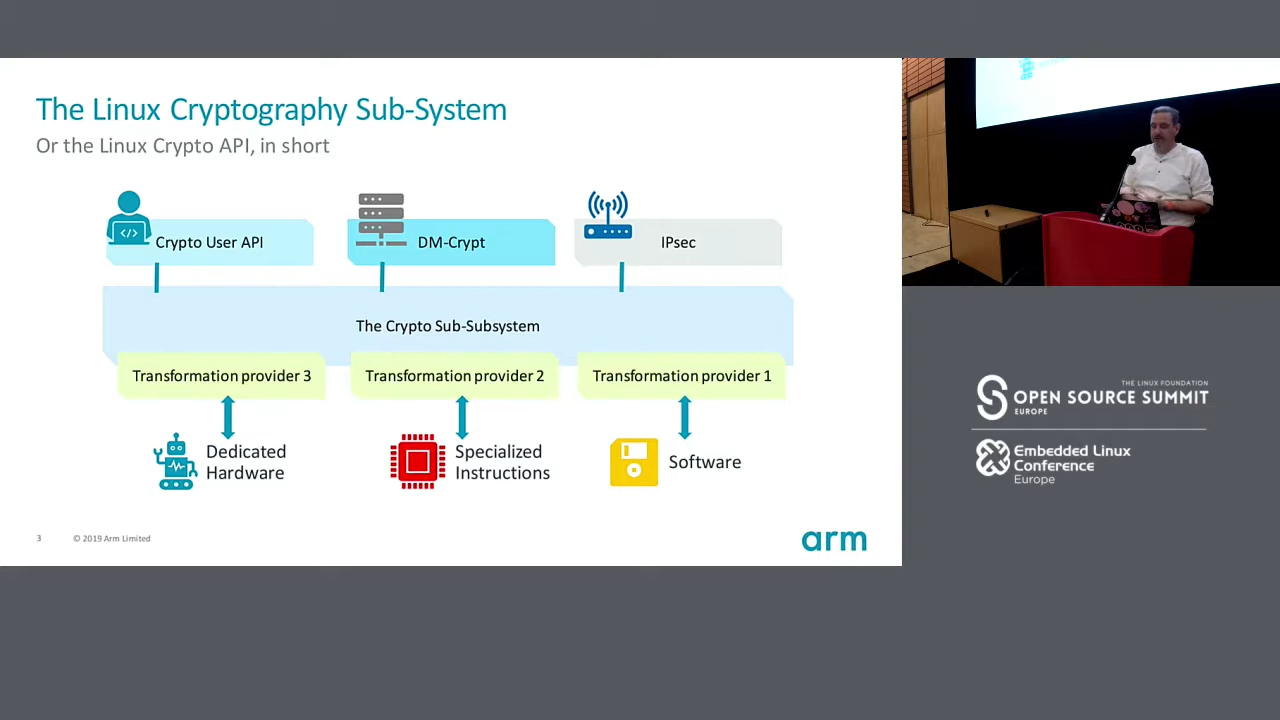 The Linux Cryptography Sub-System
Or the Linux Crypto API, in short
Crypto User API
DM-Crypt
IPsec
The Crypto Sub-Subsystem
Transformation provider 3
Transformation provider 2
Transformation provider 1
Dedicated
Hardware
Specialized
Instructions
Software
3
© 2019 Arm Limited
arm
THE LINUX FOUNDATION
OPEN SOURCE SUMMIT
EUROPE
Embedded Linux
Conference
Europe